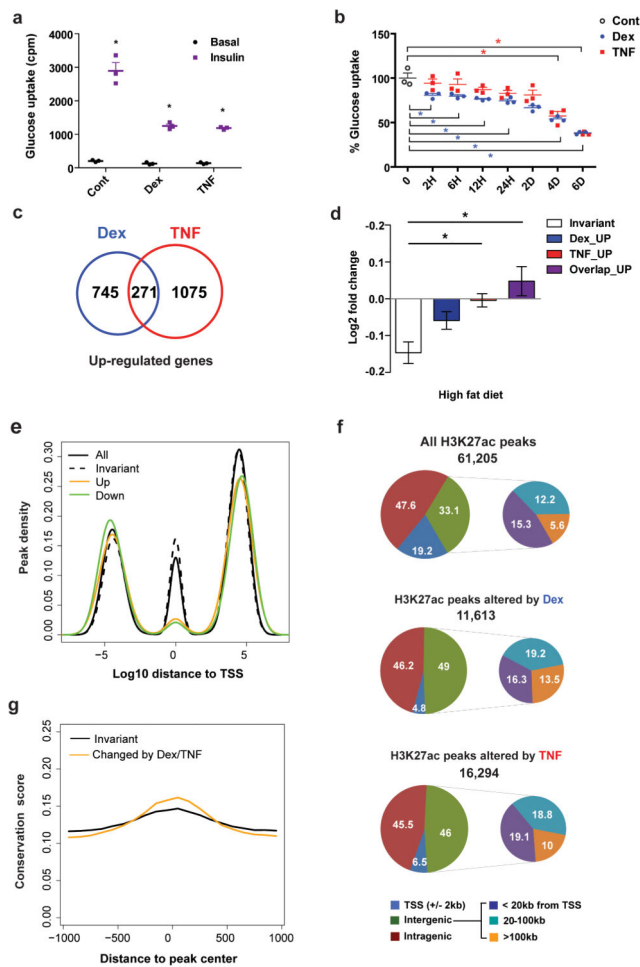 a
Basal
Insulin
Glucose uptake (cpm)
4000
3000
2000
1000
0
*
*
*
Cont
Dex
TNF
b
Cont
Dex
TNF
% Glucose uptake
150
100
50
0
*
*
*
*
*
*
*
*
0
2H
6H
12H
24H
2D
4D
6D
c
Dex
TNF
745
271
1075
Up-regulated genes
d
Invariant
Dex_UP
TNF_UP
Overlap_UP
Log2 fold change
-0.2
0.1
0.0
-0.1
-0.2
*
*
High fat diet
e
All
Invariant
Up
Down
Peak density
0.30
0.25
0.20
0.15
0.10
0.05
0.00
−5
0
5
Log10 distance to TSS
f
All H3K27ac peaks
61,205
47.6
33.1
19.2
12.2
15.3
5.6
H3K27ac peaks altered by Dex
11,613
46.2
49
4.8
19.2
16.3
13.5
H3K27ac peaks altered by TNF
16,294
45.5
46
6.5
18.8
19.1
10
TSS (+/- 2kb)
Intergenic
Intragenic
< 20kb from TSS
20-100kb
>100kb
g
Invariant
Changed by Dex/TNF
Conservation score
0.25
0.20
0.15
0.10
0.05
0.00
−1000
−500
0
500
1000
Distance to peak center